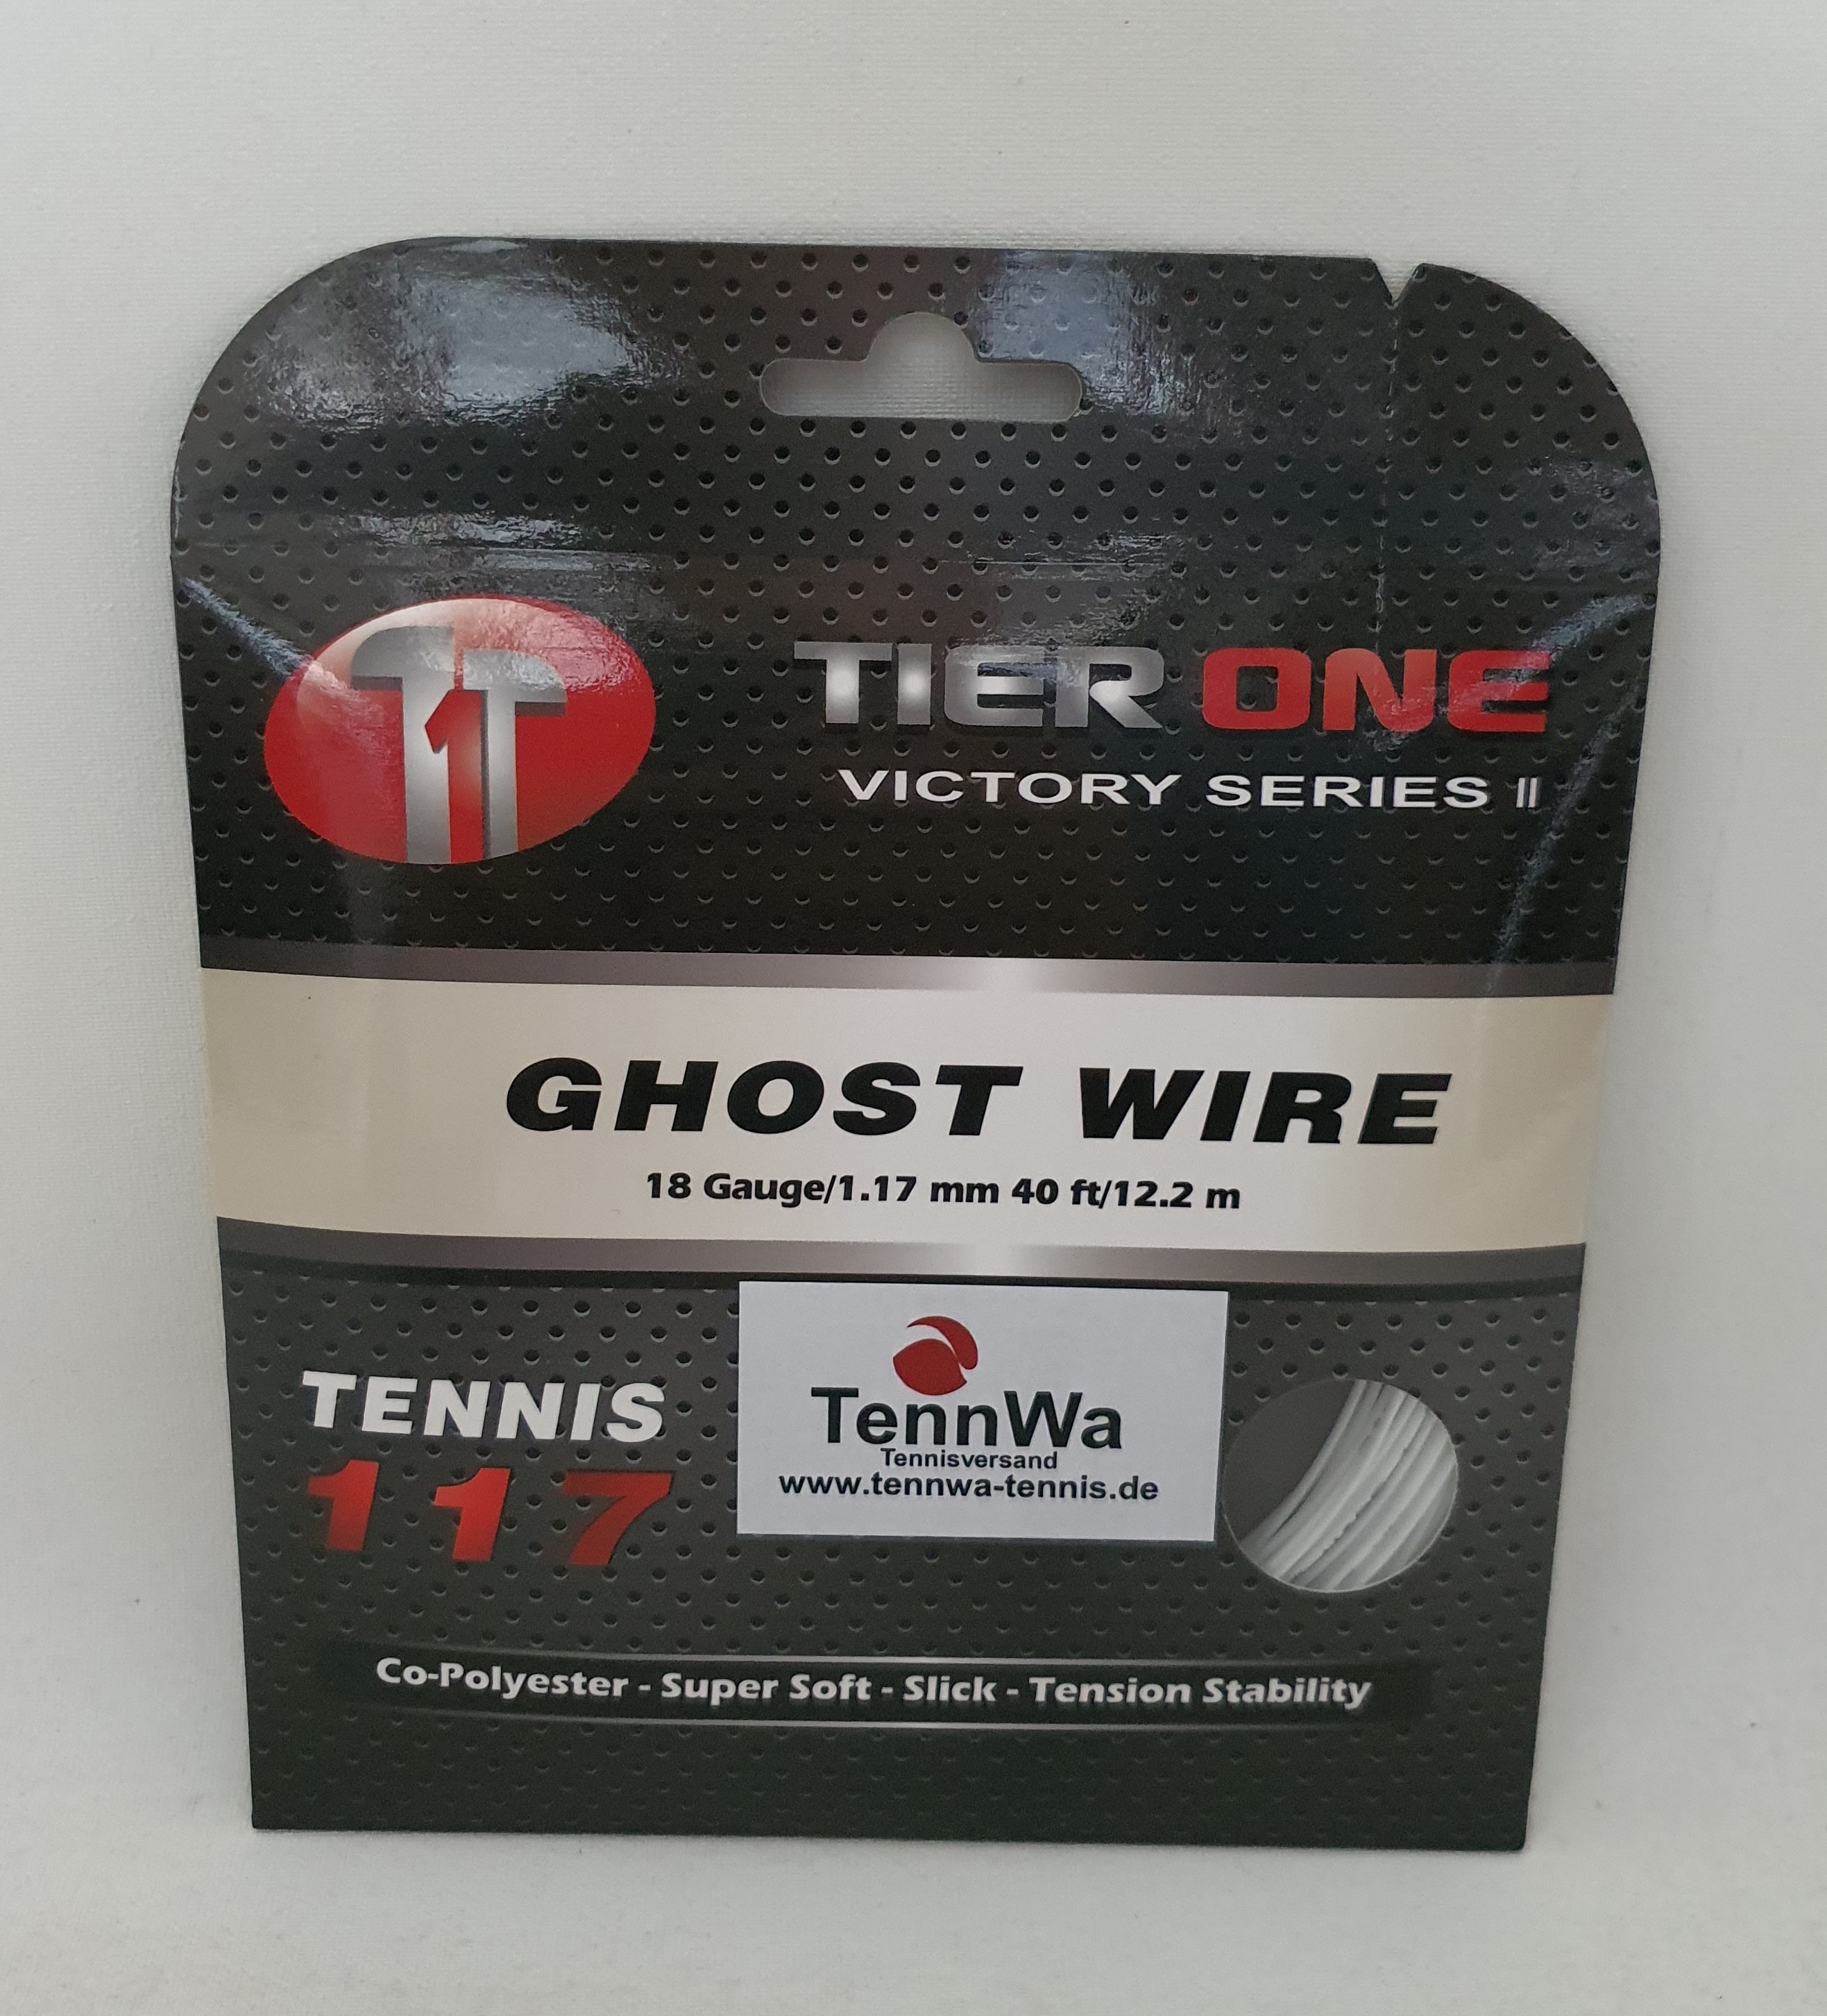 T1T
TIER ONE
VICTORY SERIES II
GHOST WIRE
18 Gauge/1.17 mm 40 ft/12.2 m
TENNIS
117
TennWa
Tennisversand
www.tennwa-tennis.de
Co-Polyester - Super Soft - Slick - Tension Stability